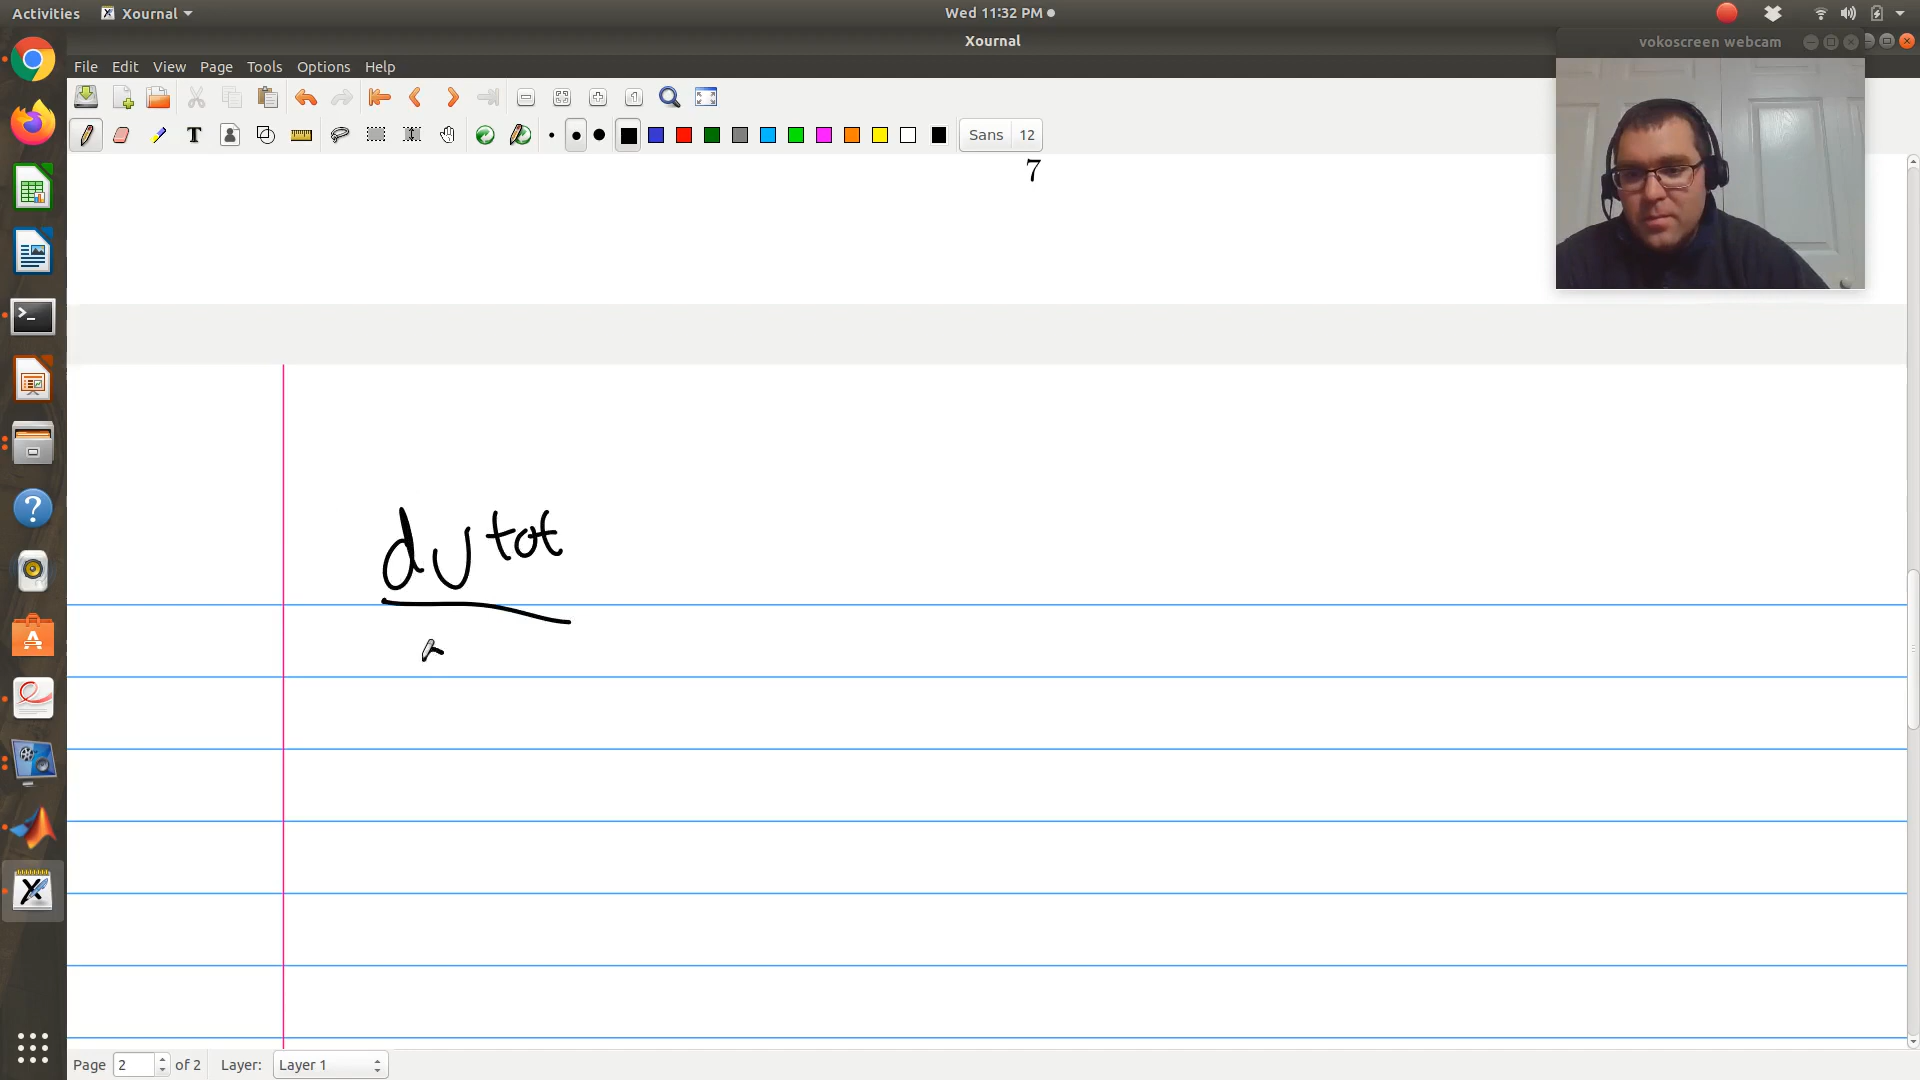 Activities Xournal Wed 11:32 PM
Xournal
vokoscreen webcam
File Edit View Page Tools Options Help
T Sans 12
7
dU^tot
Page 2 of 2 Layer: Layer 1